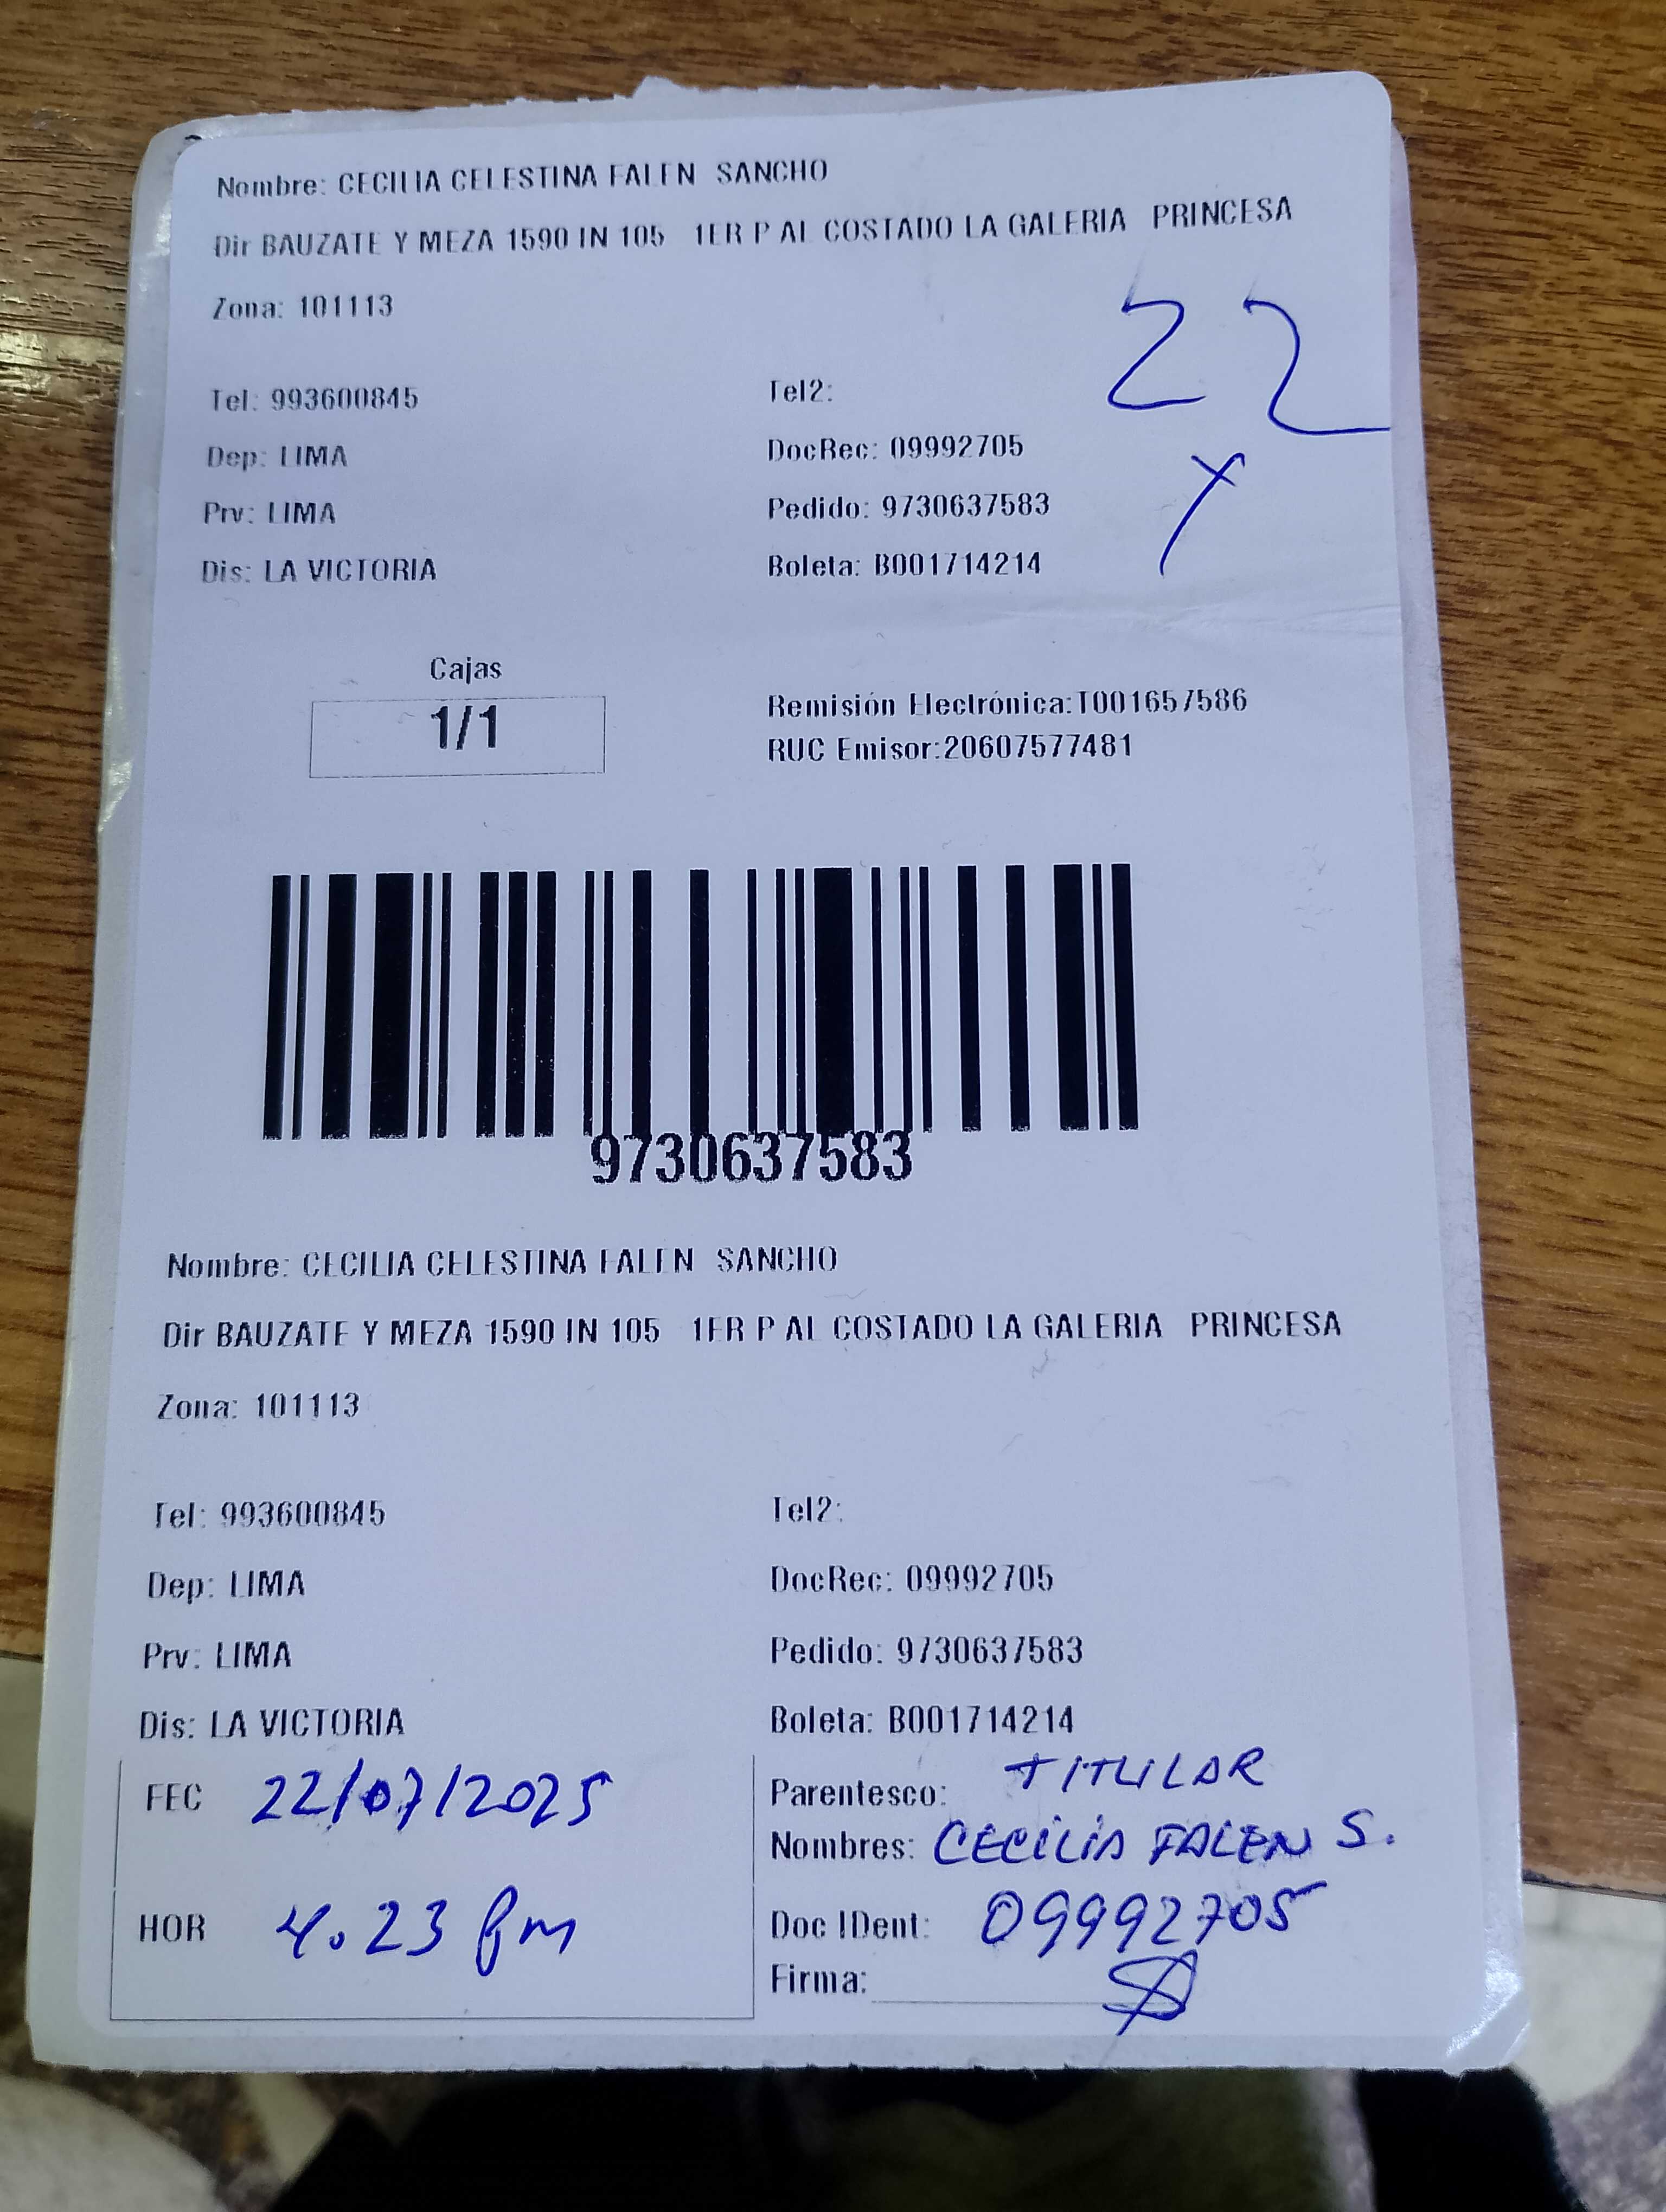 Nombre: CECILIA CELESTINA FALEN SANCHO
Dir BAUZATE Y MEZA 1590 IN 105 1ER P AL COSTADO LA GALERIA PRINCESA
Zona: 101113
22
Tel: 993600845 Tel2:
Dep: LIMA DocRec: 09992705
Prv: LIMA Pedido: 9730637583
Dis: LA VICTORIA Boleta: B001714214
Cajas
1/1
Remisión Electrónica:T001657586
RUC Emisor:20607577481
9730637583
Nombre: CECILIA CELESTINA FALEN SANCHO
Dir BAUZATE Y MEZA 1590 IN 105 1ER P AL COSTADO LA GALERIA PRINCESA
Zona: 101113
Tel: 993600845 Tel2:
Dep: LIMA DocRec: 09992705
Prv: LIMA Pedido: 9730637583
Dis: LA VICTORIA Boleta: B001714214
FEC 22/07/2025
HOR 4.23 pm
Parentesco: TITULAR
Nombres: CECILIA FALEN S.
Doc IDent: 09992705
Firma: